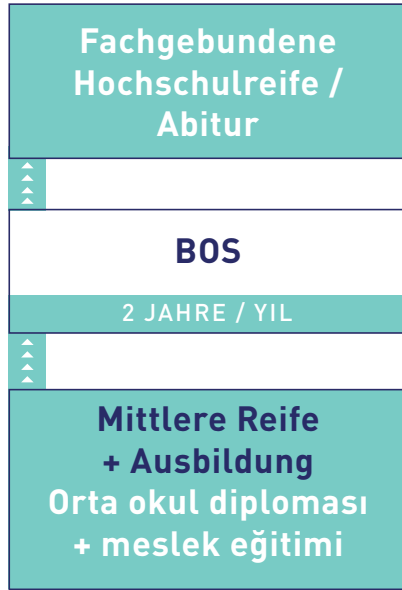 Fachgebundene
Hochschulreife /
Abitur
BOS
2 JAHRE / YIL
Mittlere Reife
+ Ausbildung
Orta okul diploması
+ meslek eğitimi